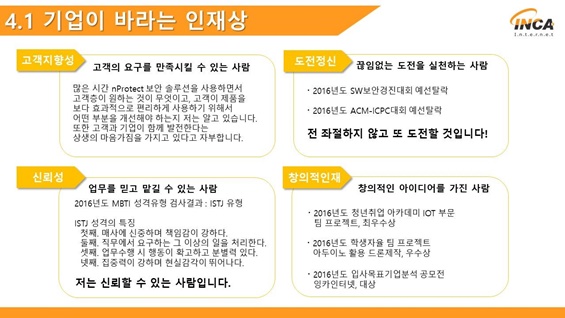 4.1 기업이 바라는 인재상
INCA
Internet
고객지향성
고객의 요구를 만족시킬 수 있는 사람
많은 시간 nProtect 보안 솔루션을 사용하면서
고객층이 원하는 것이 무엇이고, 고객이 제품을
보다 효과적으로 편리하게 사용하기 위해서
어떤 부분을 개선해야 하는지 저는 알고 있습니다.
또한 고객과 기업이 함께 발전한다는
상생의 마음가짐을 가지고 있다고 자부합니다.
도전정신
끊임없는 도전을 실천하는 사람
· 2016년도 SW보안경진대회 예선탈락
· 2016년도 ACM-ICPC대회 예선탈락
전 좌절하지 않고 또 도전할 것입니다!
신뢰성
업무를 믿고 맡길 수 있는 사람
2016년도 MBTI 성격유형 검사결과 : ISTJ 유형
ISTJ 성격의 특징
첫째. 매사에 신중하며 책임감이 강하다.
둘째. 직무에서 요구하는 그 이상의 일을 처리한다.
셋째. 업무수행 시 행동이 확고하고 분별력 있다.
넷째. 집중력이 강하며 현실감각이 뛰어나다.
저는 신뢰할 수 있는 사람입니다.
창의적인재
창의적인 아이디어를 가진 사람
· 2016년도 청년취업 아카데미 IOT 부문
팀 프로젝트, 최우수상
· 2016년도 학생자율 팀 프로젝트
아두이노 활용 드론제작, 우수상
· 2016년도 입사목표기업분석 공모전
잉카인터넷, 대상